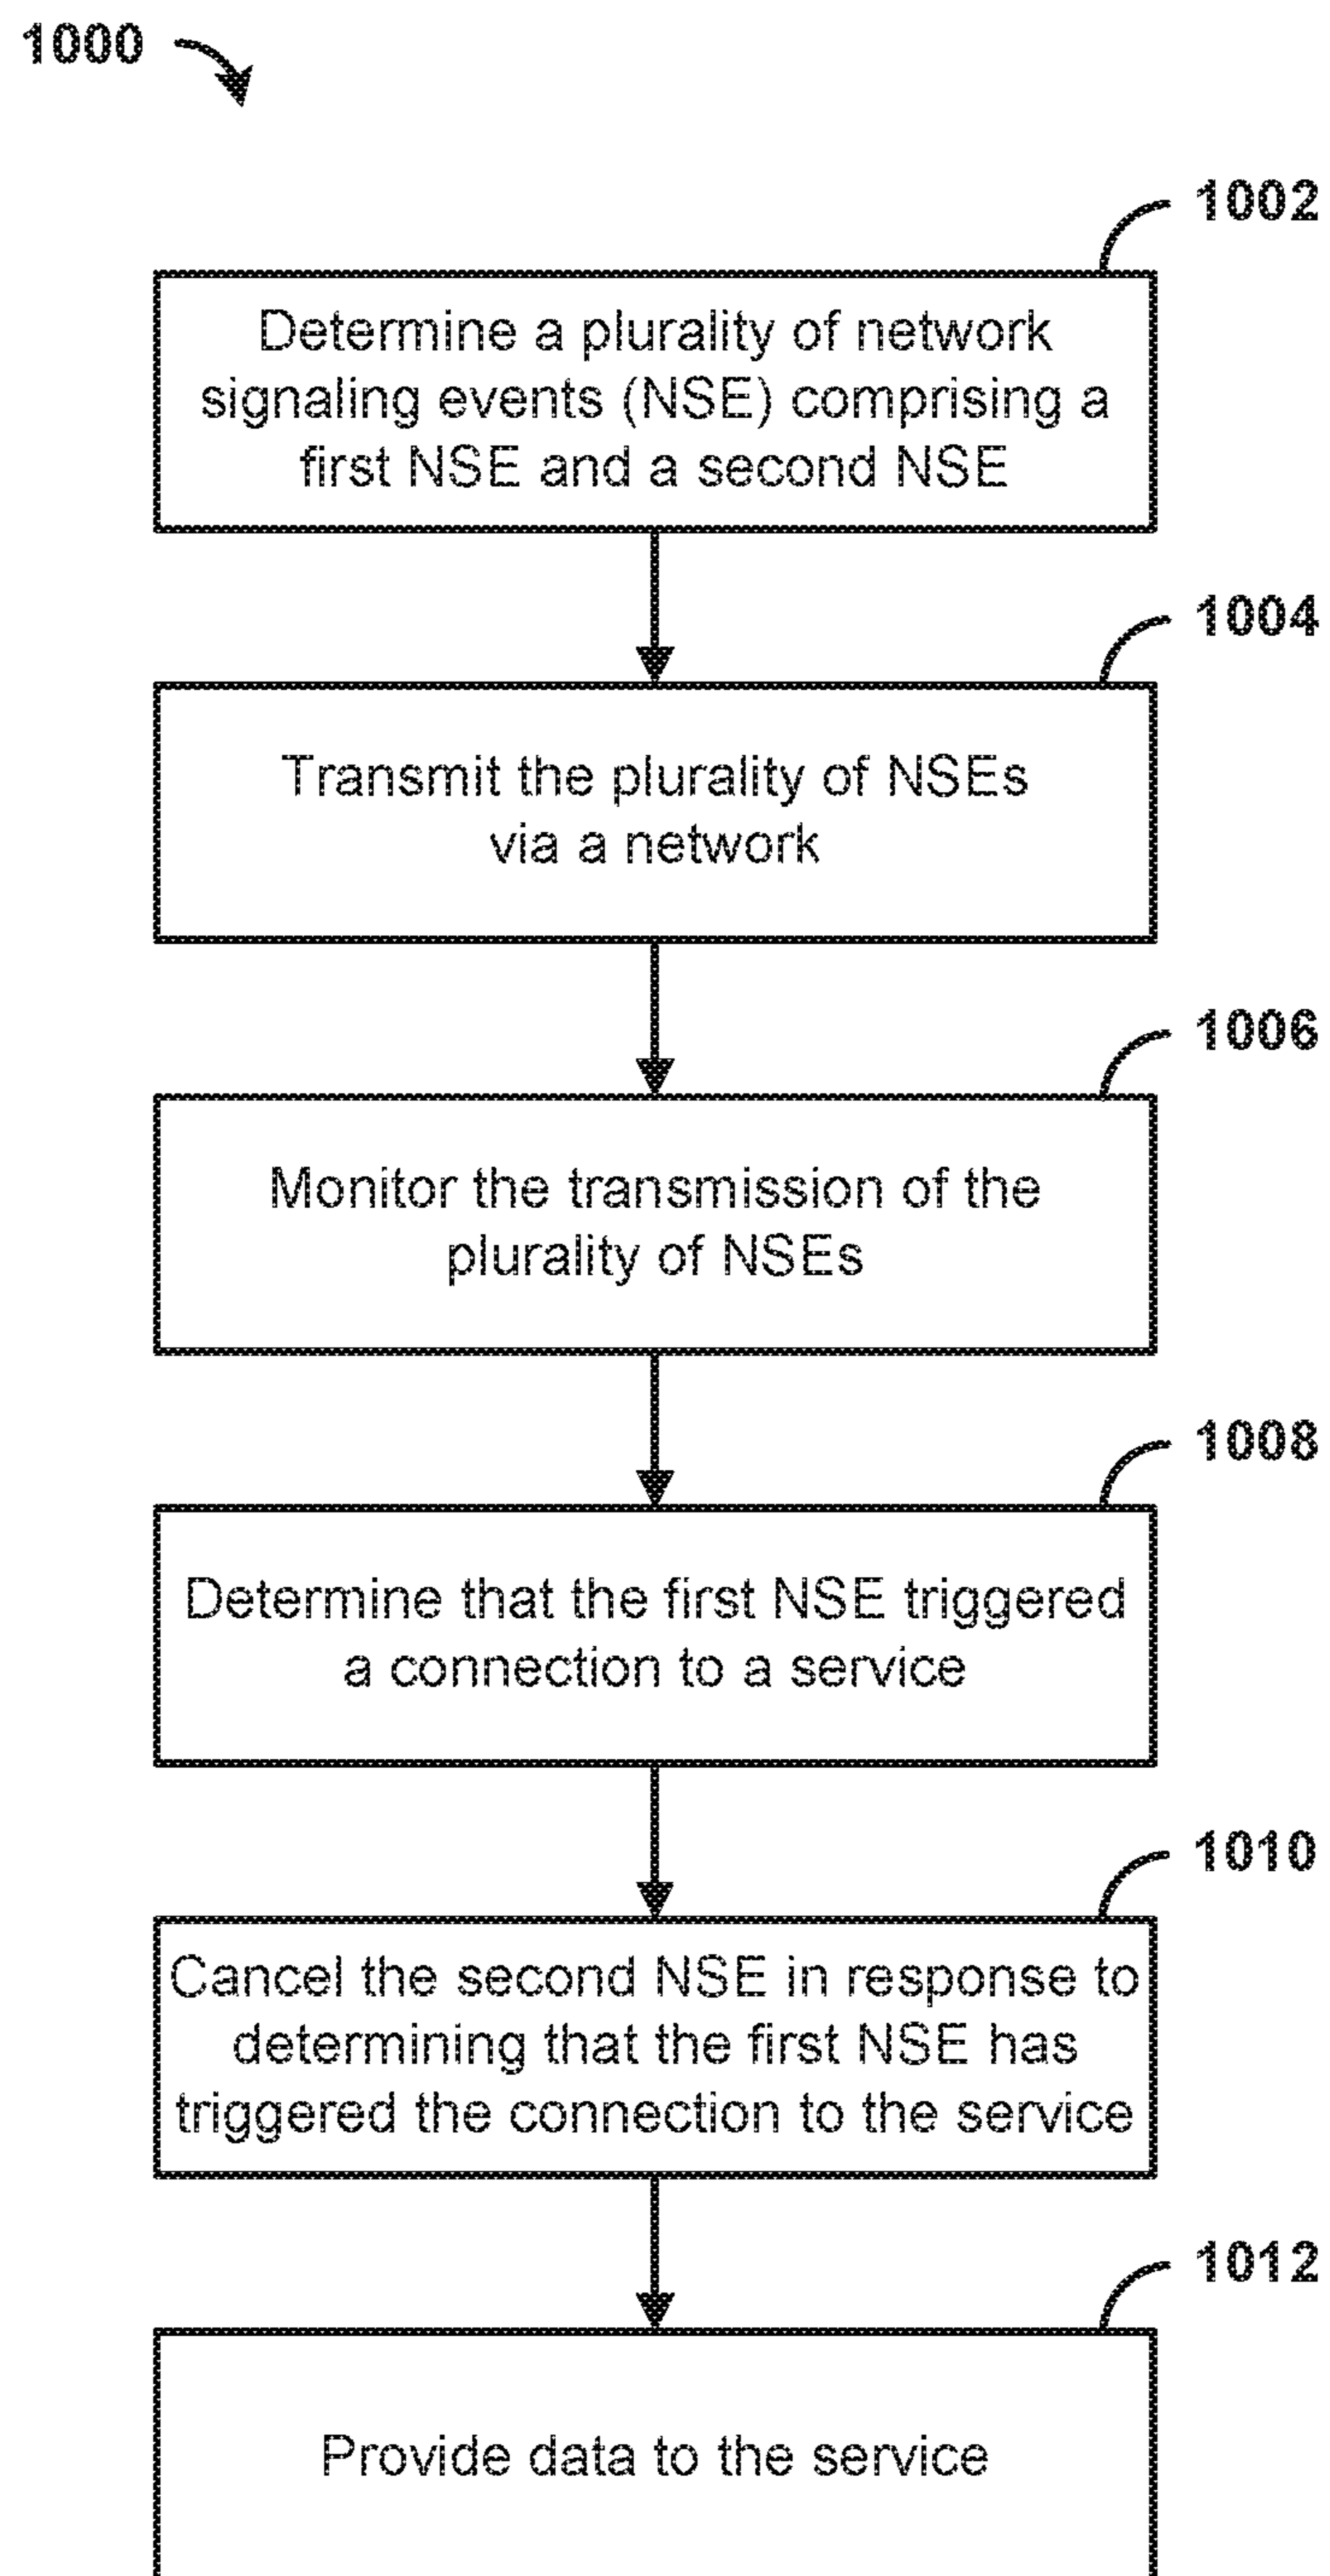 1000
1002
Determine a plurality of network
signaling events (NSE) comprising a
first NSE and a second NSE
1004
Transmit the plurality of NSEs
via a network
1006
Monitor the transmission of the
plurality of NSEs
1008
Determine that the first NSE triggered
a connection to a service
1010
Cancel the second NSE in response to
determining that the first NSE has
triggered the connection to the service
1012
Provide data to the service